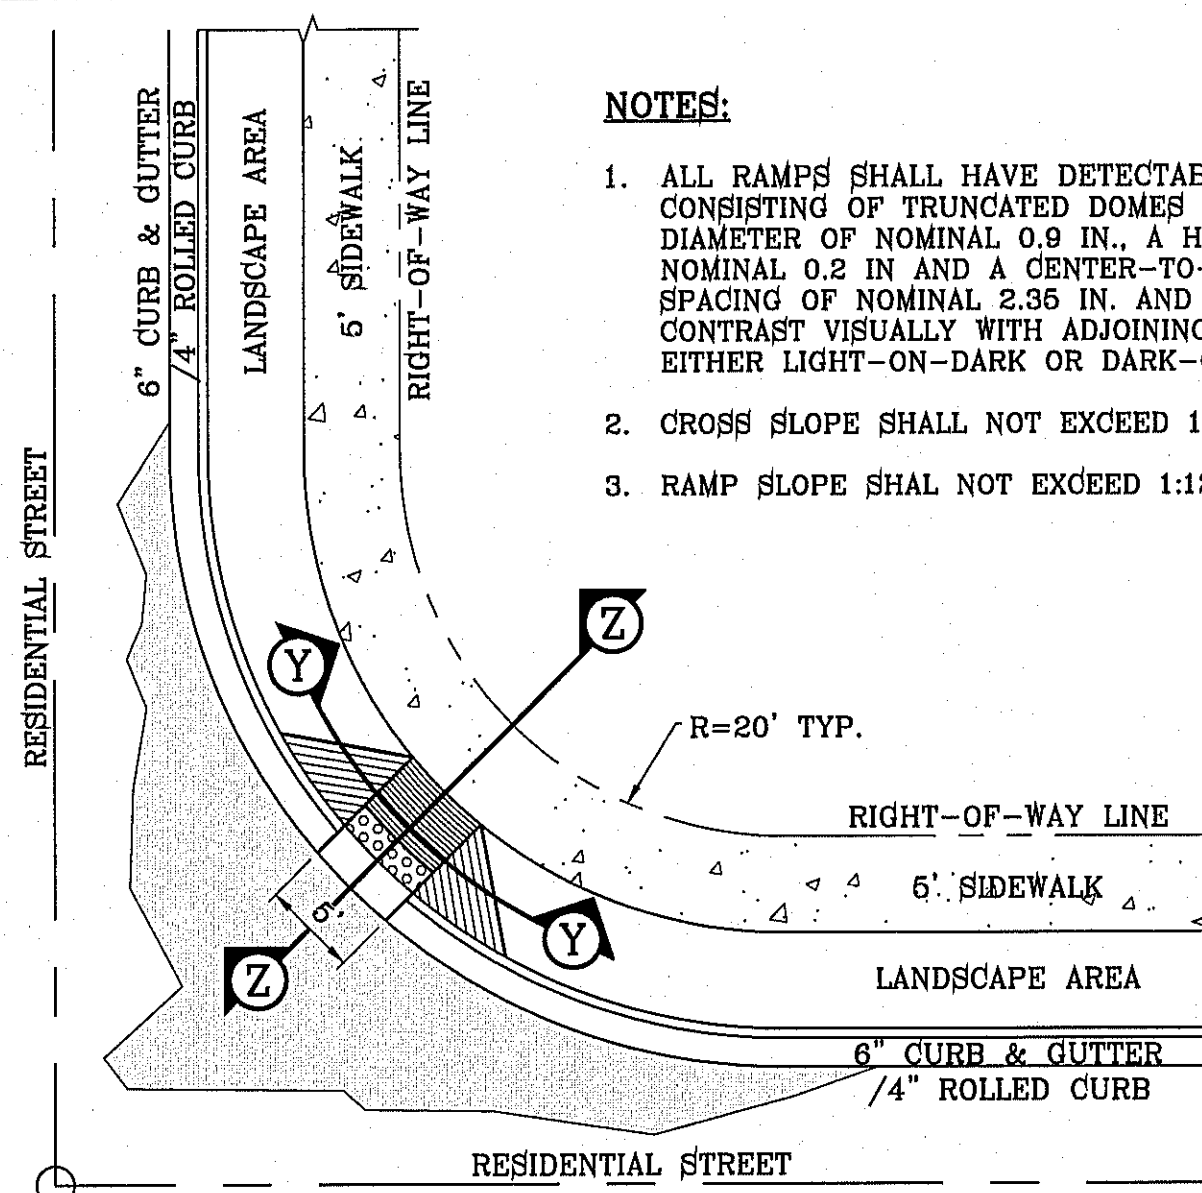 NOTES:
1. ALL RAMPS SHALL HAVE DETECTAB
CONSISTING OF TRUNCATED DOMES
DIAMETER OF NOMINAL 0.9 IN., A H
NOMINAL 0.2 IN AND A CENTER-TO-
SPACING OF NOMINAL 2.35 IN. AND
CONTRAST VISUALLY WITH ADJOINING
EITHER LIGHT-ON-DARK OR DARK-
2. CROSS SLOPE SHALL NOT EXCEED 1
3. RAMP SLOPE SHAL NOT EXCEED 1:12
RESIDENTIAL STREET
6" CURB & GUTTER
/4" ROLLED CURB
LANDSCAPE AREA
5' SIDEWALK
RIGHT-OF-WAY LINE
Z
Y
R=20' TYP.
RIGHT-OF-WAY LINE
5' SIDEWALK
5'
Y
Z
LANDSCAPE AREA
6" CURB & GUTTER
/4" ROLLED CURB
RESIDENTIAL STREET